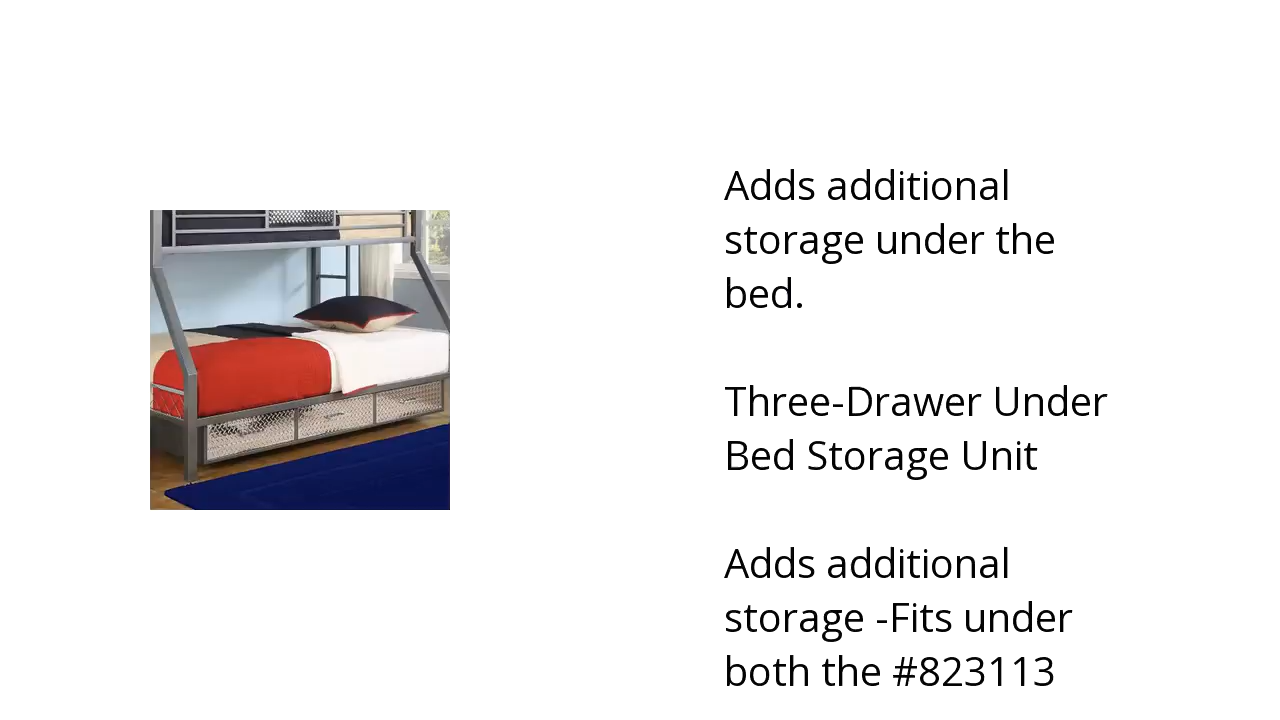 Adds additional
storage under the
bed.
Three-Drawer Under
Bed Storage Unit
Adds additional
storage -Fits under
both the #823113